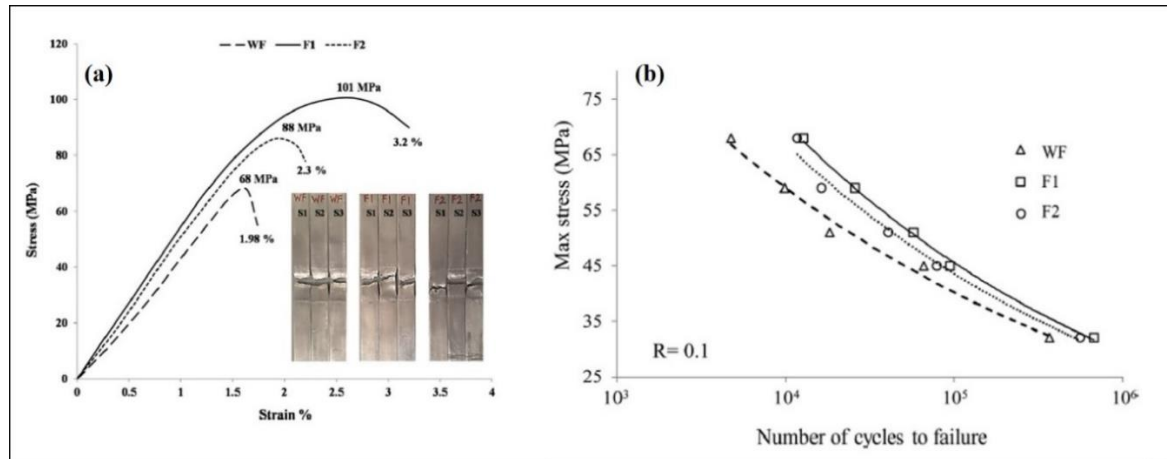 120
100
80
60
40
20
0
WF F1 F2
(a)
101 MPa
88 MPa
68 MPa
3.2 %
2.3 %
1.98 %
WF WF WF
S1 S2 S3
F1 F1 F1
S1 S2 S3
F2 F2 F2
S1 S2 S3
0 0.5 1 1.5 2 2.5 3 3.5 4
Stress (MPa)
Strain %
(b)
75
65
55
45
35
25
WF
F1
F2
R= 0.1
10³ 10⁴ 10⁵ 10⁶
Max stress (MPa)
Number of cycles to failure